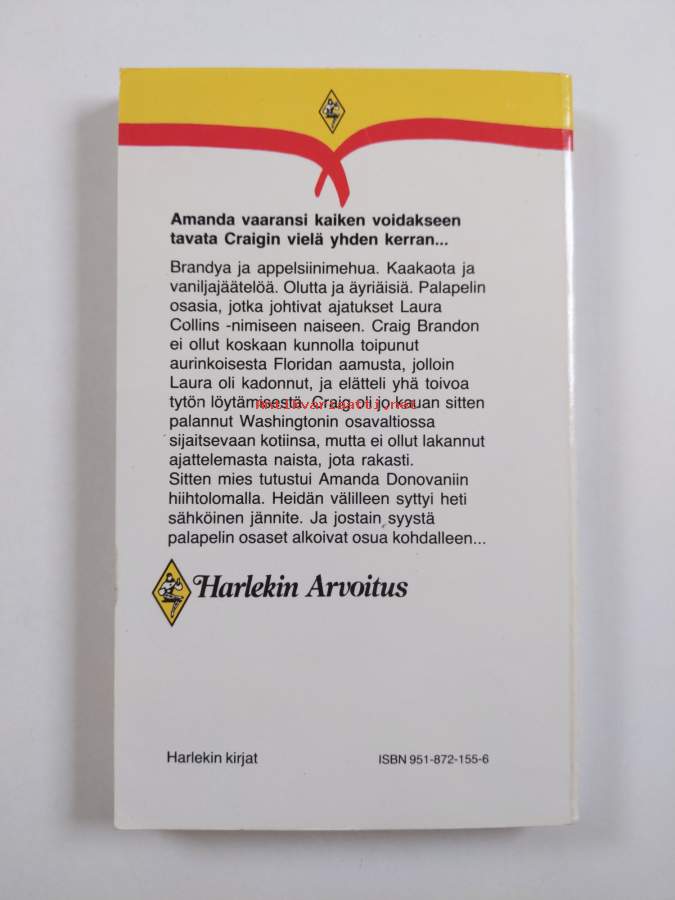 Amanda vaaransi kaiken voidakseen
tavata Craigin vielä yhden kerran...
Brandya ja appelsiinimehua. Kaakaota ja
vaniljajäätelöä. Olutta ja äyriäisiä. Palapelin
osasia, jotka johtivat ajatukset Laura
Collins -nimiseen naiseen. Craig Brandon
ei ollut koskaan kunnolla toipunut
aurinkoisesta Floridan aamusta, jolloin
Laura oli kadonnut, ja elätteli yhä toivoa
tytön löytämisestä. Craig oli jo kauan sitten
Antikvariaatti.net
palannut Washingtonin osavaltiossa
sijaitsevaan kotiinsa, mutta ei ollut lakannut
ajattelemasta naista, jota rakasti.
Sitten mies tutustui Amanda Donovaniin
hiihtolomalla. Heidän välilleen syttyi heti
sähköinen jännite. Ja jostain syystä
palapelin osaset alkoivat osua kohdalleen...
Harlekin Arvoitus
Harlekin kirjat
ISBN 951-872-155-6